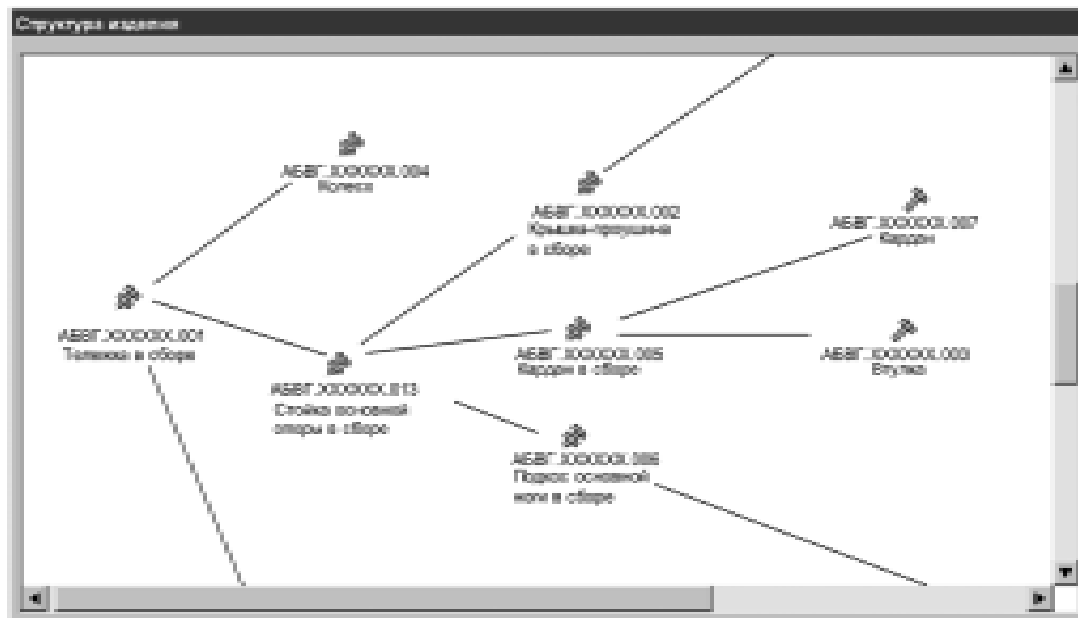 Структура изделия
АБВГ.XXXXXX.004
Колесо
АБВГ.XXXXXX.002
Крышка-проушина
в сборе
АБВГ.XXXXXX.007
Кардан
АБВГ.XXXXXX.001
Тележка в сборе
АБВГ.XXXXXX.013
Стойка основной
опоры в сборе
АБВГ.XXXXXX.005
Кардан в сборе
АБВГ.XXXXXX.003
Втулка
АБВГ.XXXXXX.006
Подкос основной
ноги в сборе